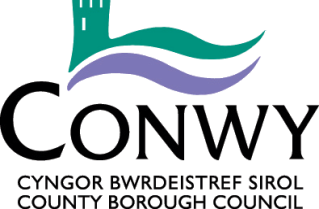 CONWY
CYNGOR BWRDEISTREF SIROL
COUNTY BOROUGH COUNCIL